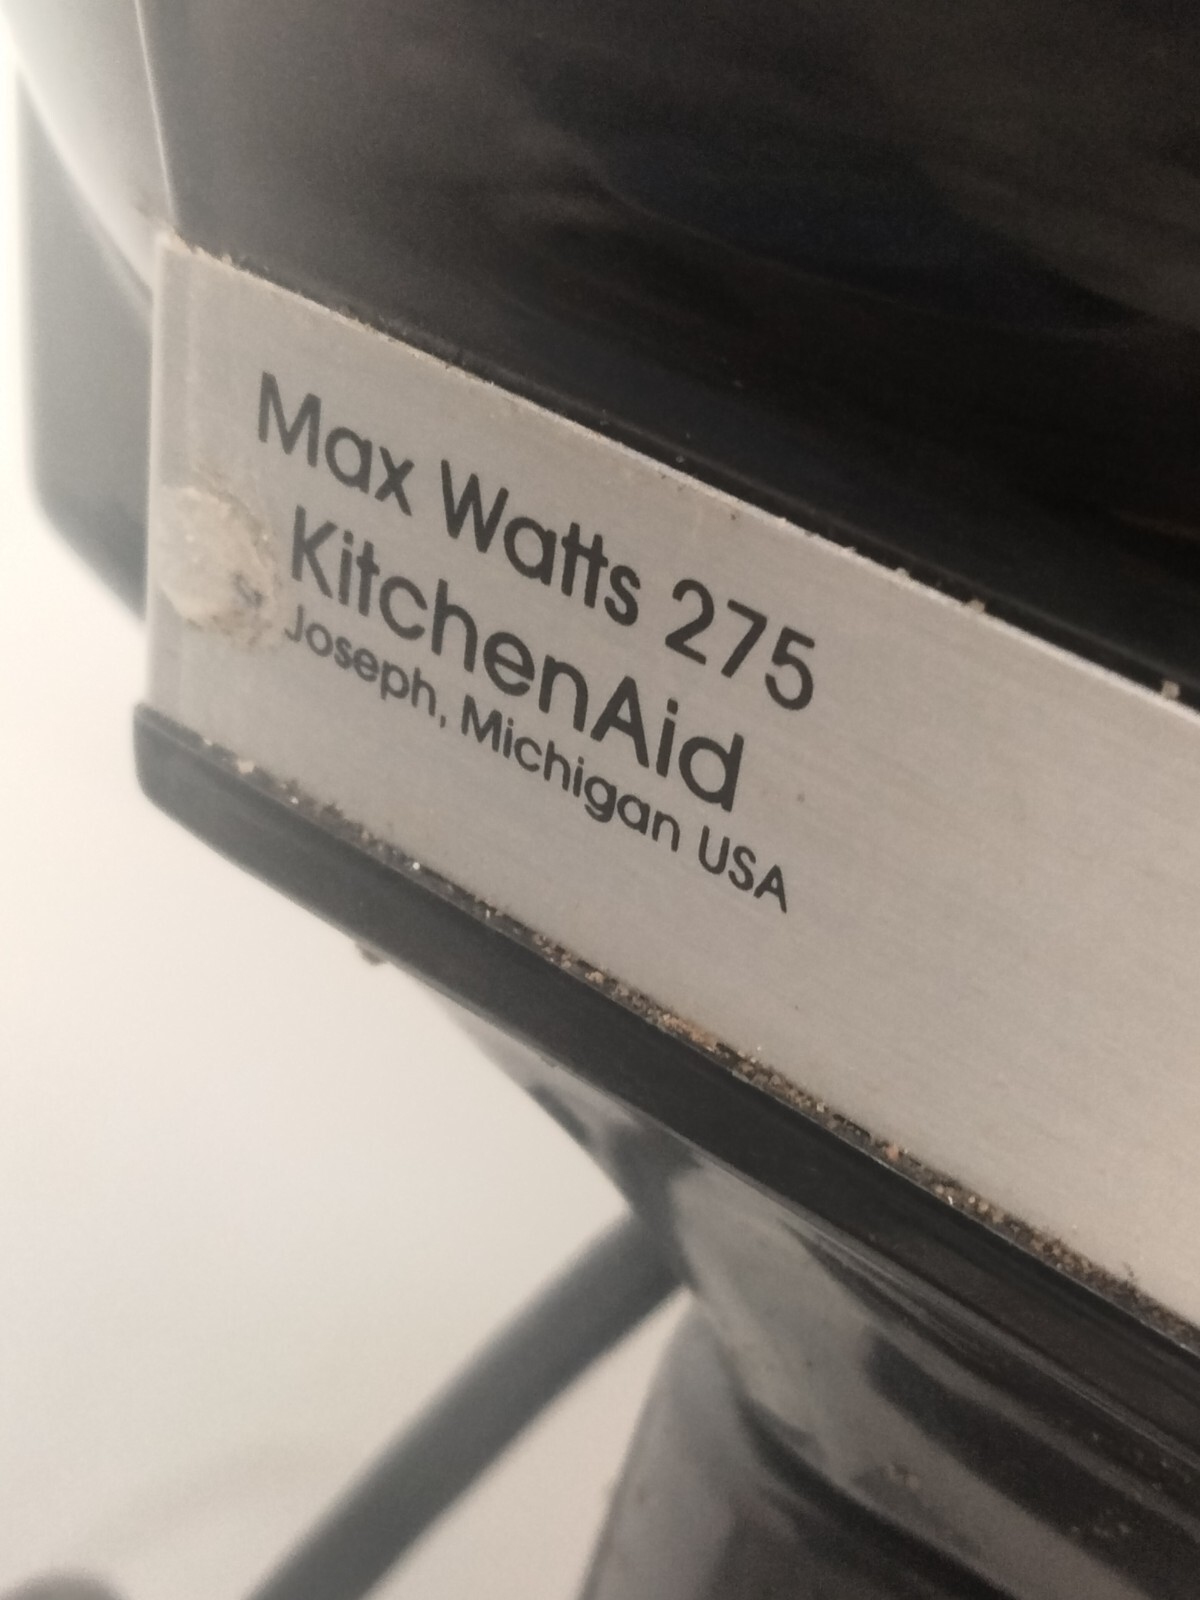 Max Watts 275
KitchenAid
Joseph, Michigan USA